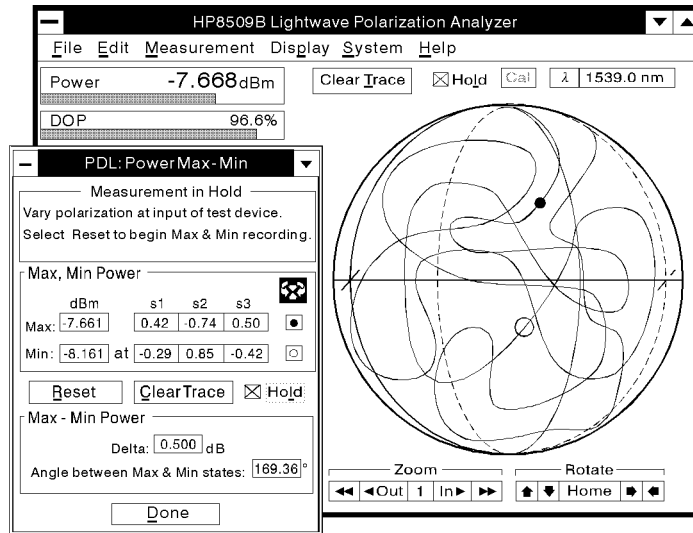 HP8509B Lightwave Polarization Analyzer
File Edit Measurement Display System Help
Power -7.668 dBm
Clear Trace Hold Cal λ 1539.0 nm
DOP 96.6%
PDL: Power Max - Min
Measurement in Hold
Vary polarization at input of test device.
Select Reset to begin Max & Min recording.
Max, Min Power
dBm s1 s2 s3
Max: -7.661 0.42 -0.74 0.50
Min: -8.161 at -0.29 0.85 -0.42
Reset Clear Trace Hold
Max - Min Power
Delta: 0.500 dB
Angle between Max & Min states: 169.36°
Done
Zoom
Out 1 In
Rotate
Home